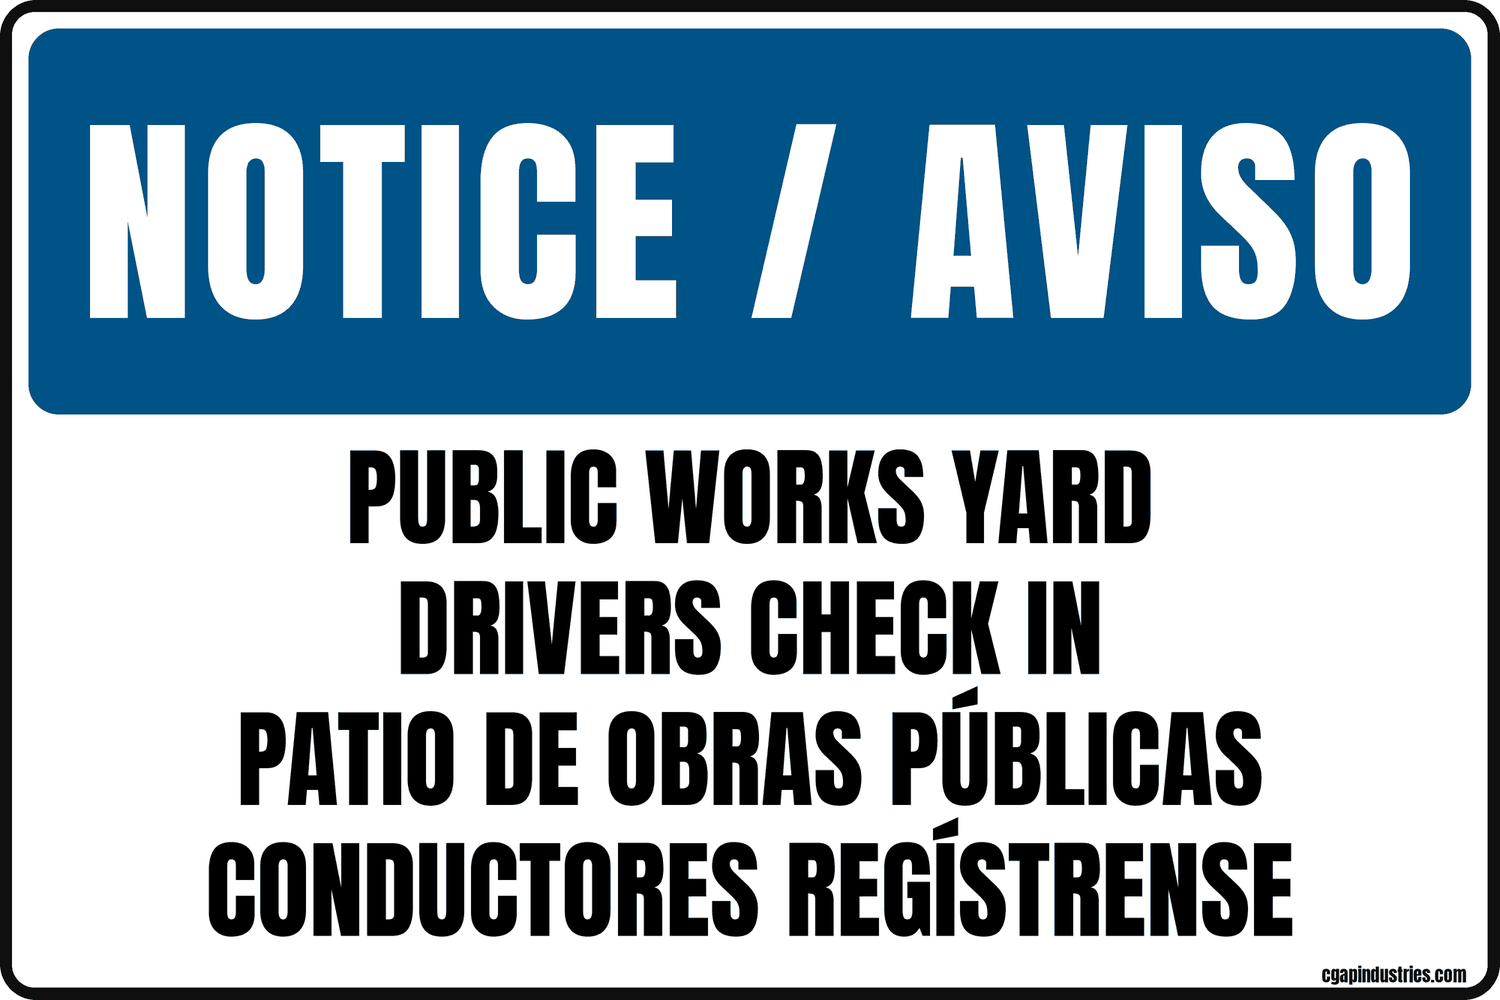 NOTICE / AVISO
PUBLIC WORKS YARD
DRIVERS CHECK IN
PATIO DE OBRAS PÚBLICAS
CONDUCTORES REGÍSTRENSE
cgapindustries.com